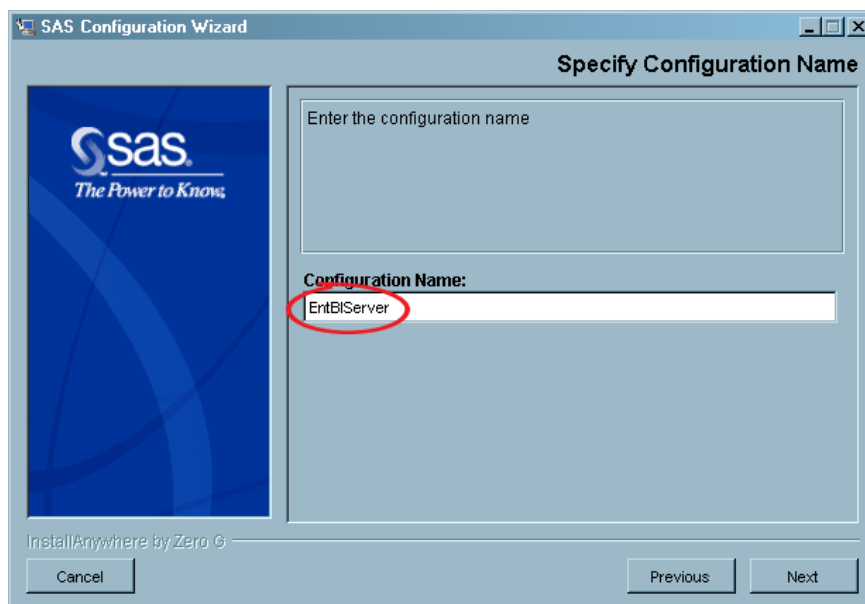 SAS Configuration Wizard
Specify Configuration Name
sas.
The Power to Know.
Enter the configuration name
Configuration Name:
EntBIServer
InstallAnywhere by Zero G
Cancel
Previous
Next